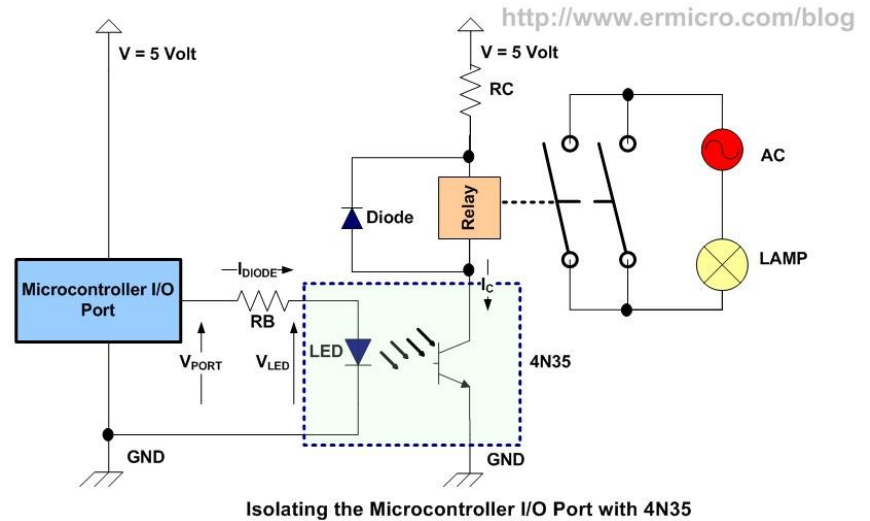 http://www.ermicro.com/blog
V = 5 Volt
V = 5 Volt
RC
AC
Diode
Relay
LAMP
Microcontroller I/O
Port
IDIODE
RB
VPORT
VLED
LED
IC
4N35
GND
GND
Isolating the Microcontroller I/O Port with 4N35